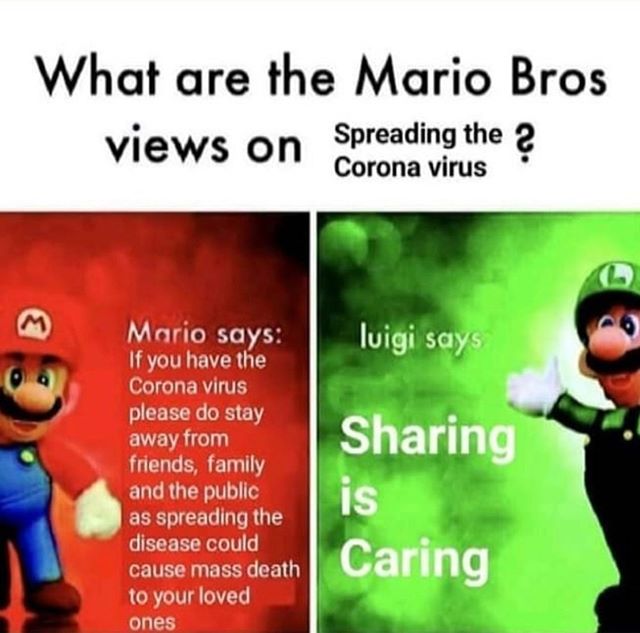 What are the Mario Bros
views on Spreading the ?
Corona virus
M
Mario says:
If you have the
Corona virus
please do stay
away from
friends, family
and the public
as spreading the
disease could
cause mass death
to your loved
ones
L
luigi says
Sharing
is
Caring